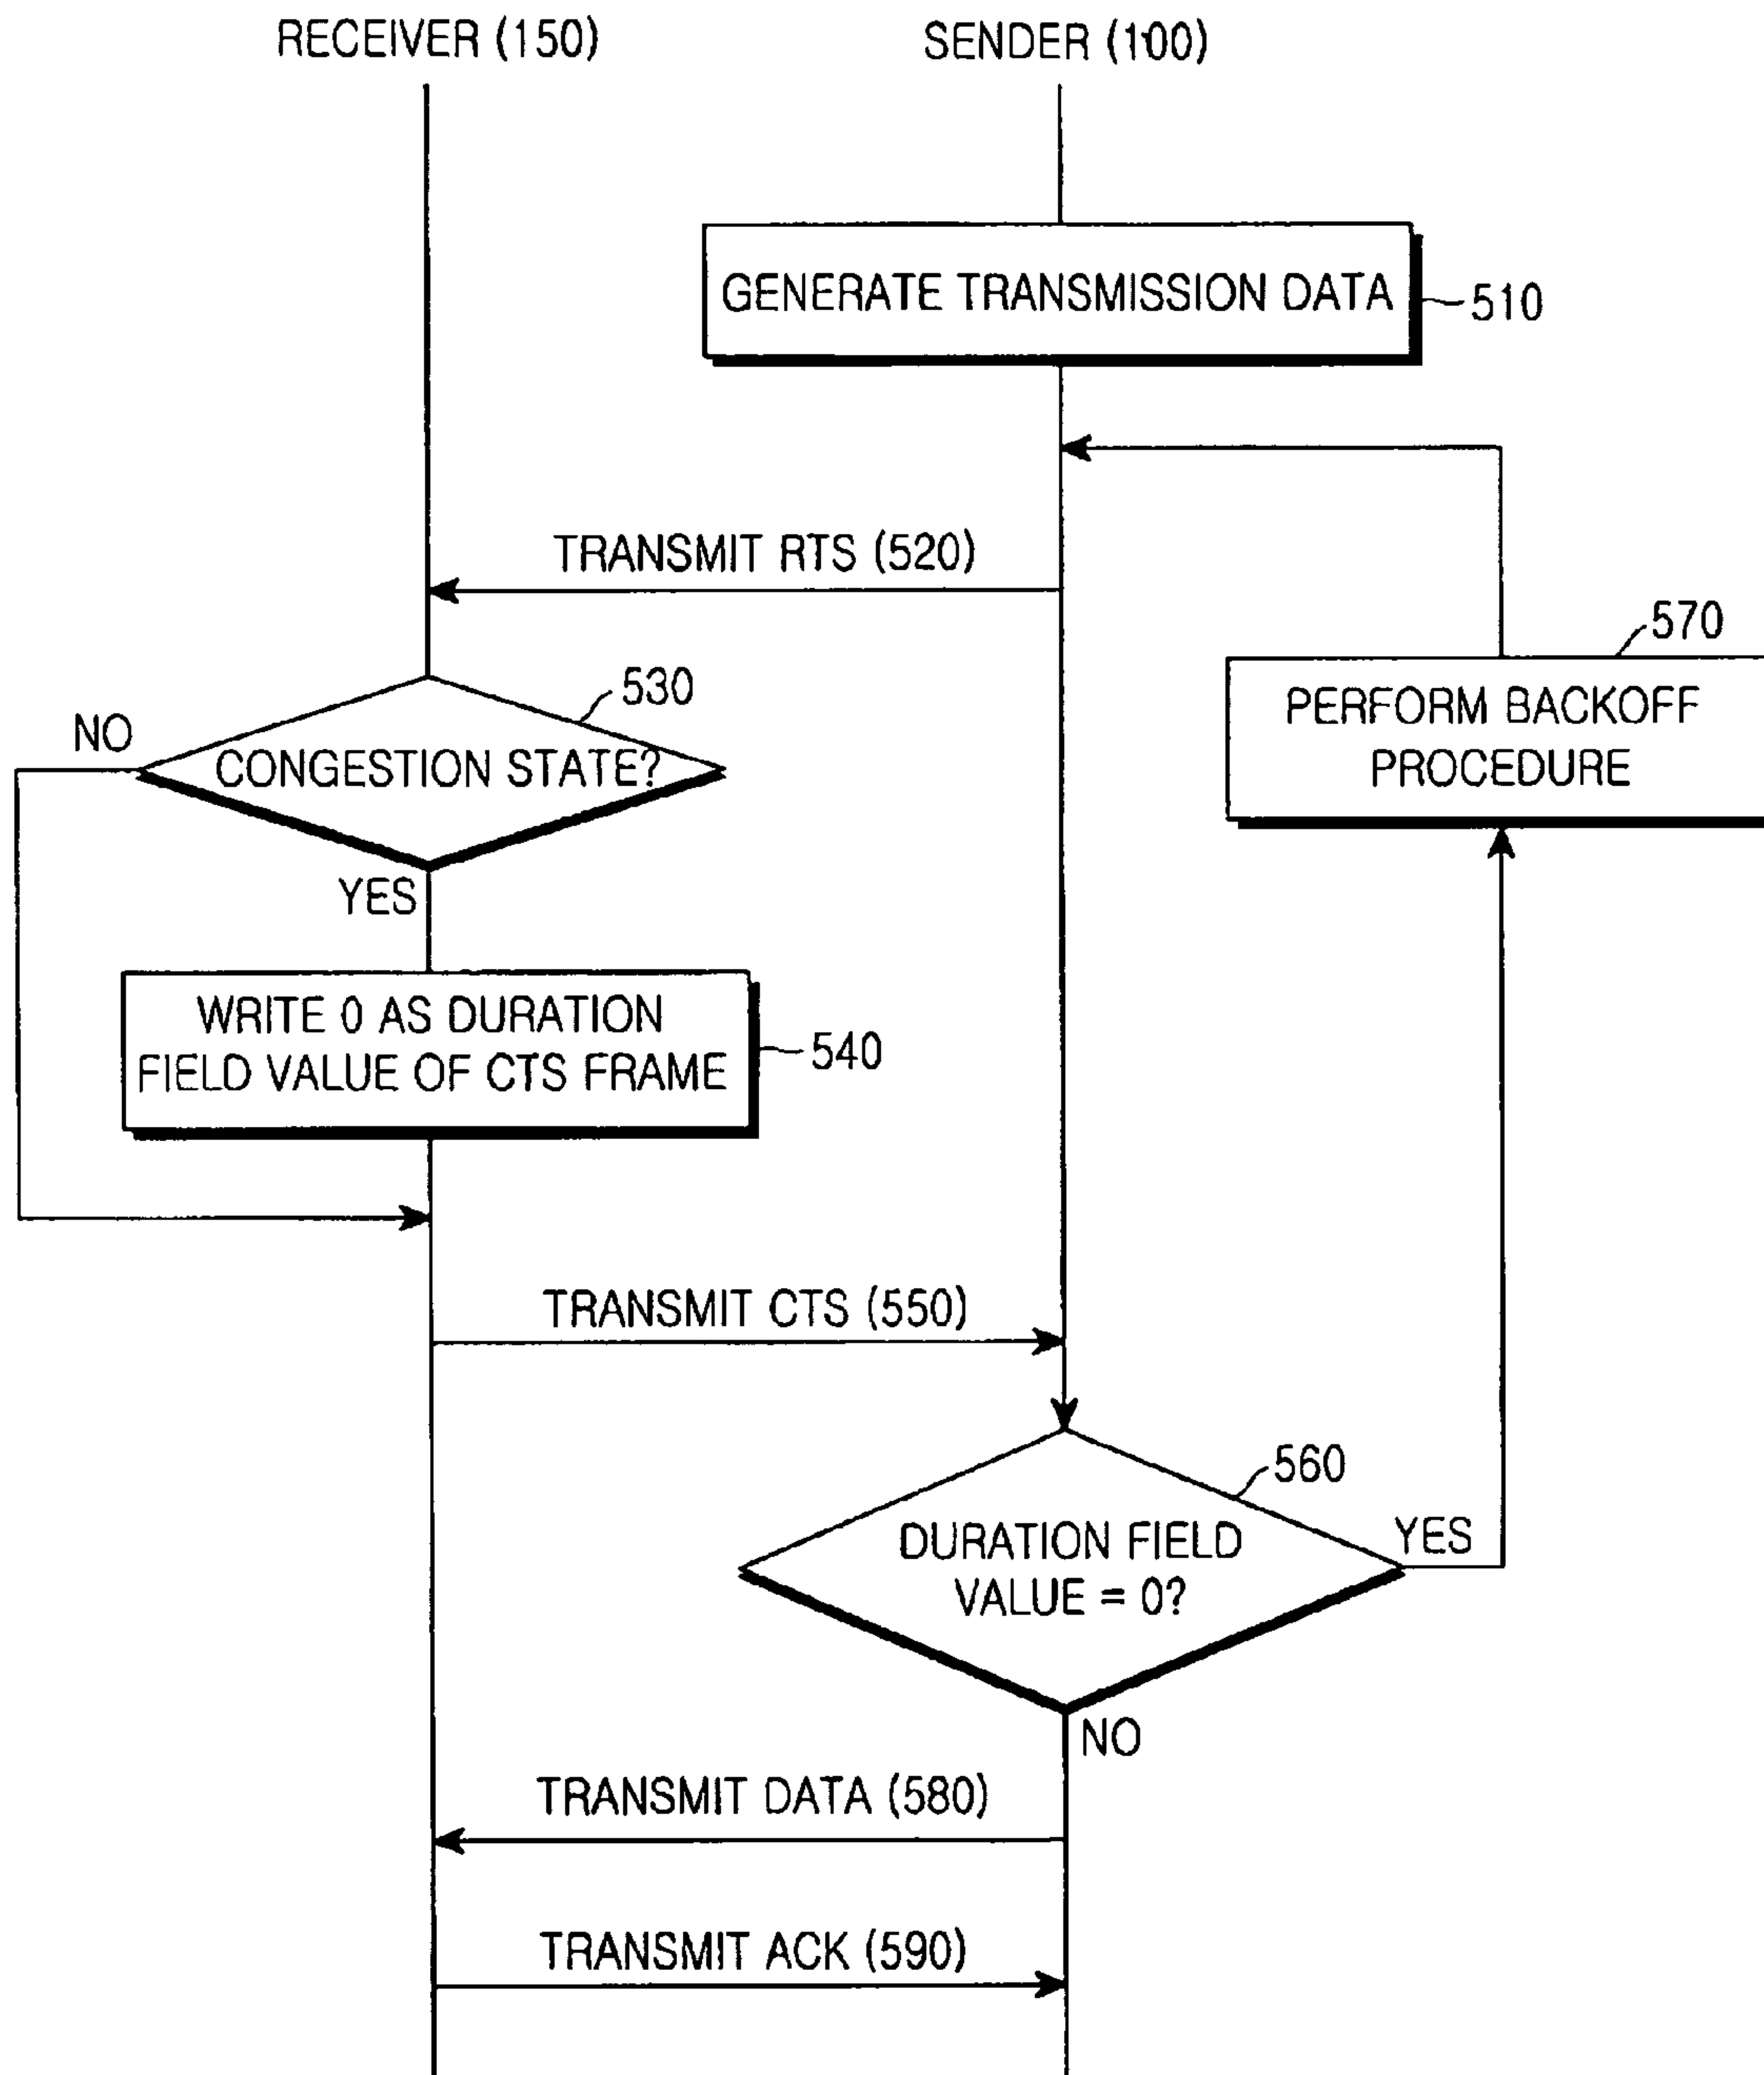 RECEIVER (150)
SENDER (100)
GENERATE TRANSMISSION DATA
510
TRANSMIT RTS (520)
570
PERFORM BACKOFF
PROCEDURE
530
NO
CONGESTION STATE?
YES
WRITE 0 AS DURATION
FIELD VALUE OF CTS FRAME
540
TRANSMIT CTS (550)
560
DURATION FIELD
VALUE = 0?
YES
NO
TRANSMIT DATA (580)
TRANSMIT ACK (590)